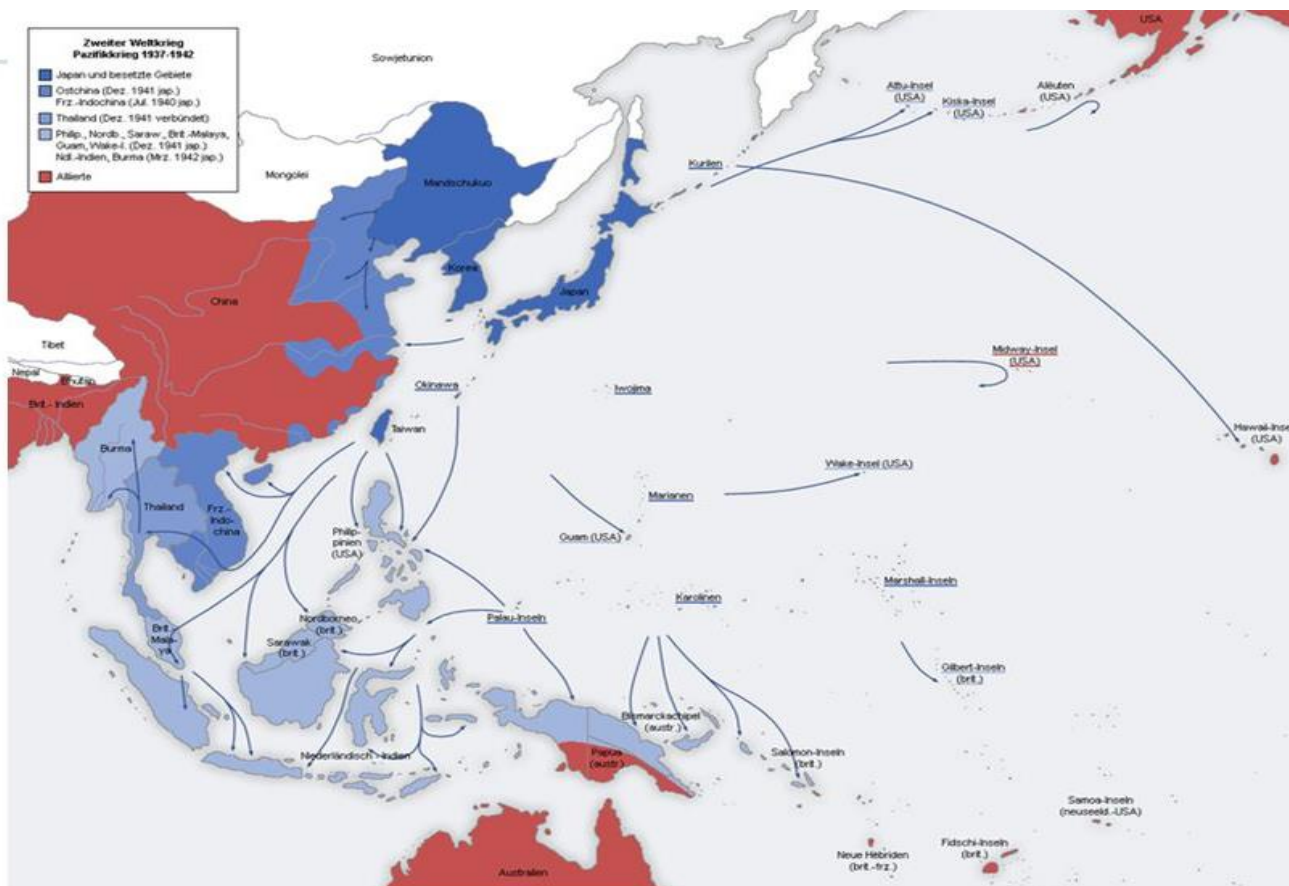 Zweiter Weltkrieg
Pazifikkrieg 1937-1942
Japan und besetzte Gebiete
Ostchina (Dez. 1941 jap.)
Frz.-Indochina (Jul. 1940 jap.)
Thailand (Dez. 1941 verbündet)
Philip., Nordb., Saraw., Brit.-Malaya,
Guam, Wake-I. (Dez. 1941 jap.)
Ndl.-Indien, Burma (Mrz. 1942 jap.)
Alliierte
Sowjetunion
USA
Attu-Insel
(USA)
Kiska-Insel
(USA)
Alëuten
(USA)
Kurilen
Mongolei
Mandschukuo
Korea
Japan
China
Tibet
Nepal
Bhutan
Brit.- Indien
Okinawa
Iwojima
Midway-Insel
(USA)
Taiwan
Hawaii-Inse
(USA)
Burma
Wake-Insel (USA)
Thailand
Frz.-
Indo-
china
Marianen
Philip-
pinien
(USA)
Guam (USA)
Marshall-Inseln
Karolinen
Palau-Inseln
Nordborneo
(brit.)
Brit.
Mala-
ya
Sarawak
(brit.)
Gilbert-Inseln
(brit.)
Bismarckachipel
(austr.)
Niederländisch - Indien
Papua
(austr.)
Salomon-Inseln
(brit.)
Samoa-Inseln
(neuseeld.-USA)
Neue Hebriden
(brit.-frz.)
Fidschi-Inseln
(brit.)
Australien